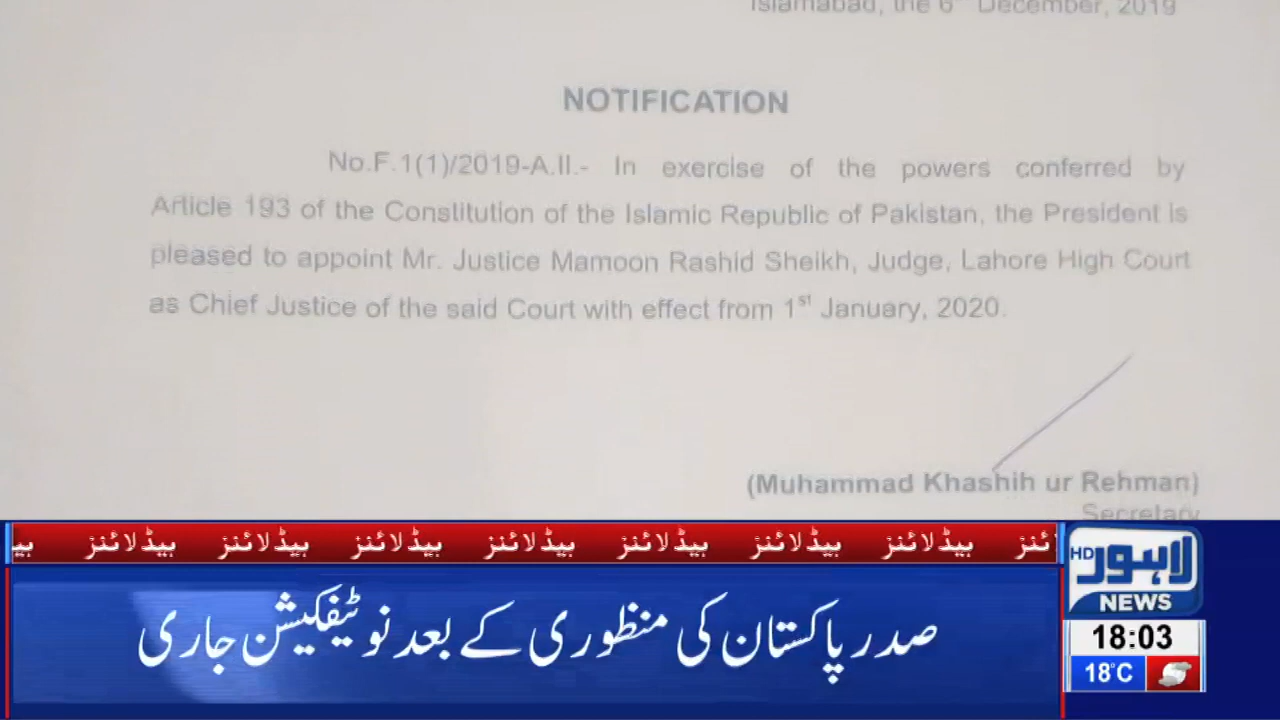 Islamabad, the 6th December, 2019
NOTIFICATION
No.F.1(1)/2019-A.II.- In exercise of the powers conferred by
Article 193 of the Constitution of the Islamic Republic of Pakistan, the President is
pleased to appoint Mr. Justice Mamoon Rashid Sheikh, Judge, Lahore High Court
as Chief Justice of the said Court with effect from 1st January, 2020.
(Muhammad Khashih ur Rehman)
Secretary
ہیڈلائنز ہیڈلائنز ہیڈلائنز ہیڈلائنز ہیڈلائنز ہیڈلائنز ہیڈلائنز
صدر پاکستان کی منظوری کے بعد نوٹیفکیشن جاری
لاہور HD
NEWS
18:03
18°C